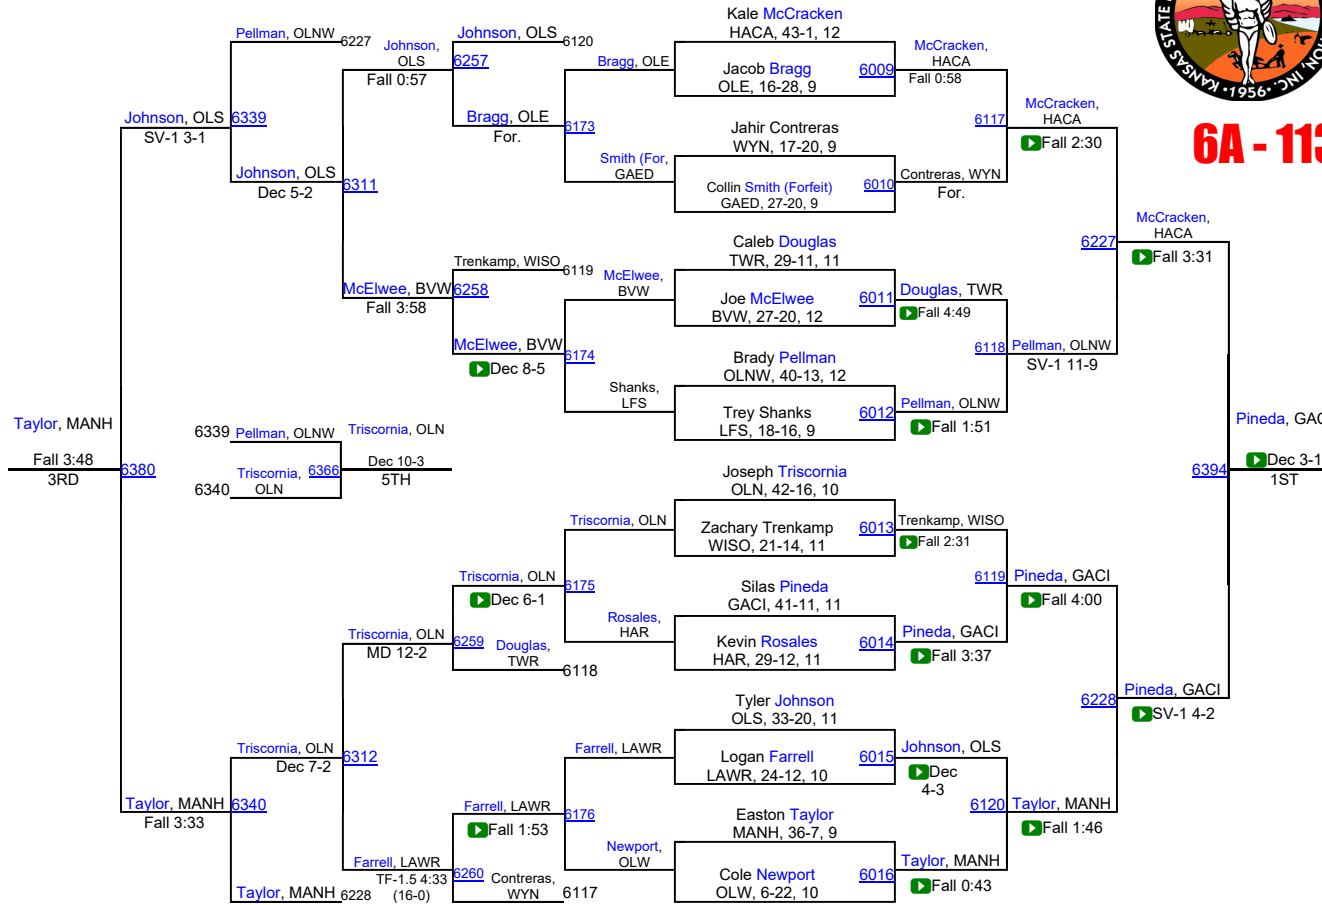 Kale McCracken
HACA, 43-1, 12
Jacob Bragg
OLE, 16-28, 9
6009
Jahir Contreras
WYN, 17-20, 9
Collin Smith (Forfeit)
GAED, 27-20, 9
6010
Caleb Douglas
TWR, 29-11, 11
Joe McElwee
BVW, 27-20, 12
6011
Brady Pellman
OLNW, 40-13, 12
Trey Shanks
LFS, 18-16, 9
6012
Joseph Triscornia
OLN, 42-16, 10
Zachary Trenkamp
WISO, 21-14, 11
6013
Silas Pineda
GACI, 41-11, 11
Kevin Rosales
HAR, 29-12, 11
6014
Tyler Johnson
OLS, 33-20, 11
Logan Farrell
LAWR, 24-12, 10
6015
Easton Taylor
MANH, 36-7, 9
Cole Newport
OLW, 6-22, 10
6016
McCracken,
HACA
Fall 0:58
6117
Contreras, WYN
For.
Douglas, TWR
Fall 4:49
6118
Pellman, OLNW
Fall 1:51
Trenkamp, WISO
Fall 2:31
6119
Pineda, GACI
Fall 3:37
Johnson, OLS
Dec
4-3
6120
Taylor, MANH
Fall 0:43
McCracken,
HACA
Fall 2:30
6227
Pellman, OLNW
SV-1 11-9
Pineda, GACI
Fall 4:00
6228
Taylor, MANH
Fall 1:46
McCracken,
HACA
Fall 3:31
6394
Pineda, GACI
SV-1 4-2
Pineda, GAC
Dec 3-1
1ST
KANSAS STATE
ION, INC.
•1956•
6A - 113
Bragg, OLE
6173
Smith (For,
GAED
McElwee,
BVW
6174
Shanks,
LFS
Triscornia, OLN
6175
Rosales,
HAR
Farrell, LAWR
6176
Newport,
OLW
Johnson, OLS
6120
6257
Bragg, OLE
For.
Trenkamp, WISO
6119
6258
McElwee, BVW
Dec 8-5
Triscornia, OLN
Dec 6-1
6259
Douglas,
TWR
6118
Farrell, LAWR
Fall 1:53
6260
Contreras,
WYN
6117
Johnson,
OLS
Fall 0:57
6311
McElwee, BVW
Fall 3:58
Triscornia, OLN
MD 12-2
6312
Farrell, LAWR
TF-1.5 4:33
(16-0)
Pellman, OLNW
6227
6339
Johnson, OLS
Dec 5-2
Triscornia, OLN
Dec 7-2
6340
Taylor, MANH
6228
Johnson, OLS
SV-1 3-1
6380
Taylor, MANH
Fall 3:33
Taylor, MANH
Fall 3:48
3RD
6339
Pellman, OLNW
6366
6340
Triscornia,
OLN
Triscornia, OLN
Dec 10-3
5TH